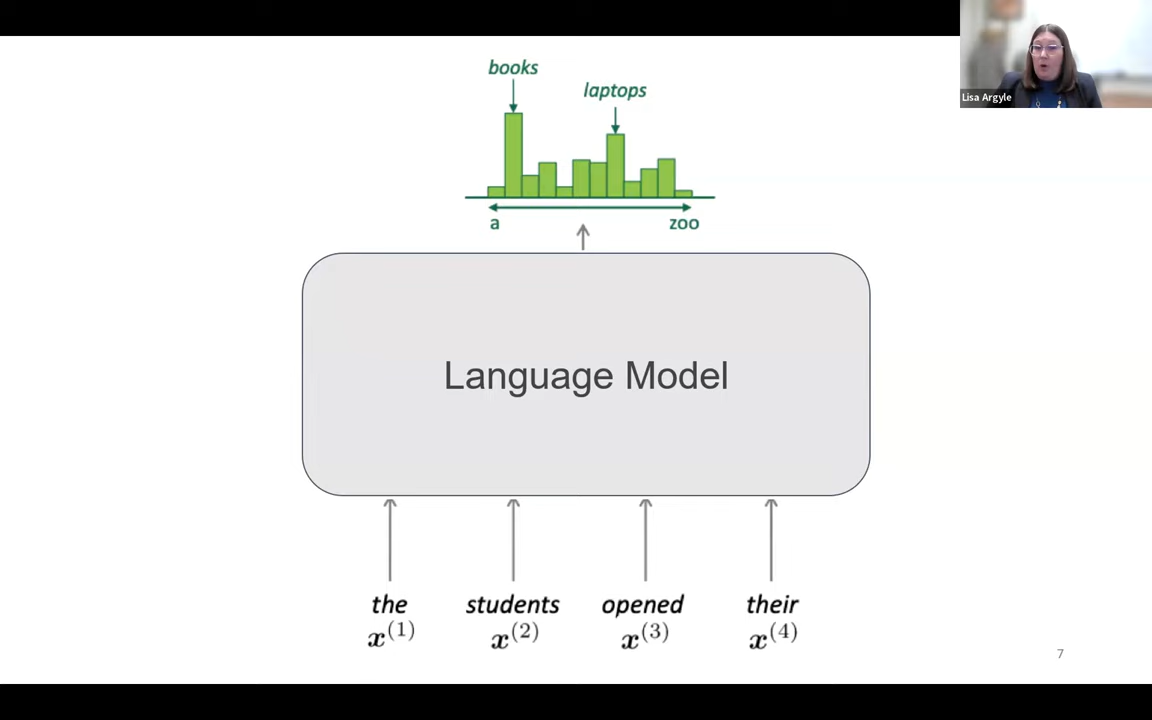 Lisa Argyle
books
laptops
a zoo
Language Model
the students opened their
x^(1) x^(2) x^(3) x^(4)
7